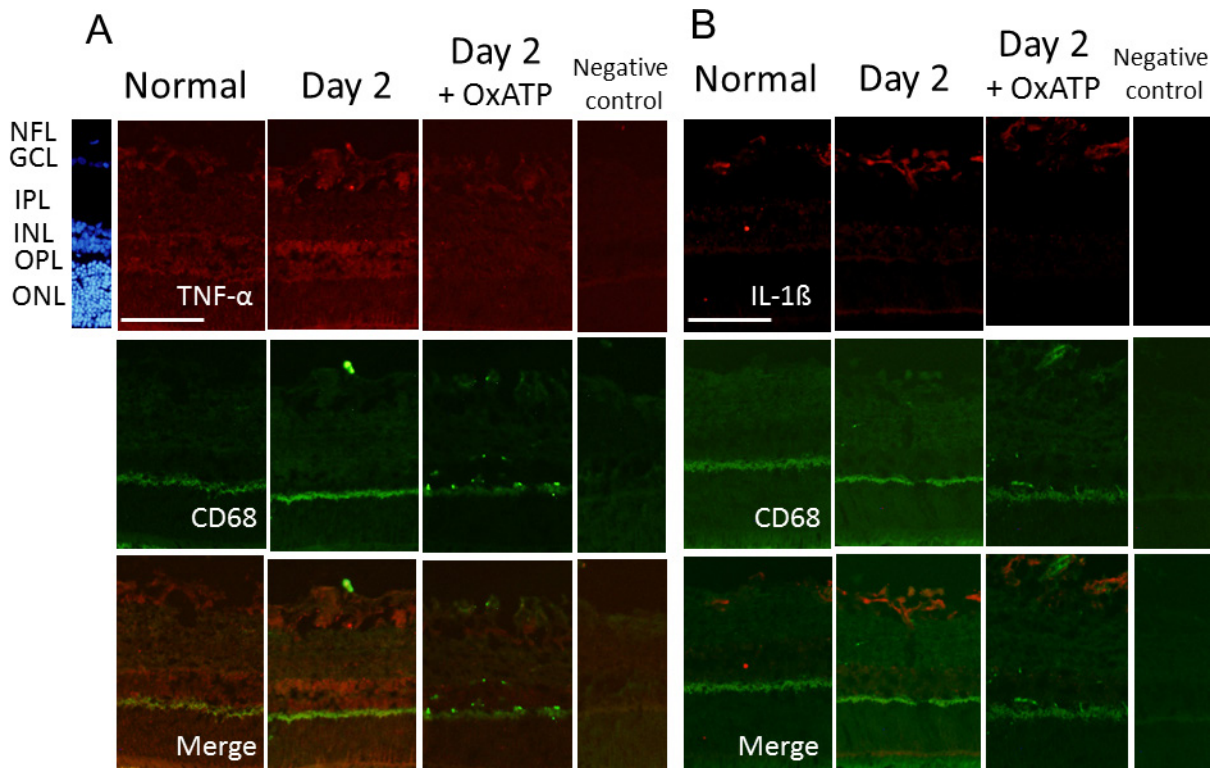 A
Normal
Day 2
Day 2
+ OxATP
Negative
control
NFL
GCL
IPL
INL
OPL
ONL
TNF-α
CD68
Merge
B
Normal
Day 2
Day 2
+ OxATP
Negative
control
IL-1ß
CD68
Merge